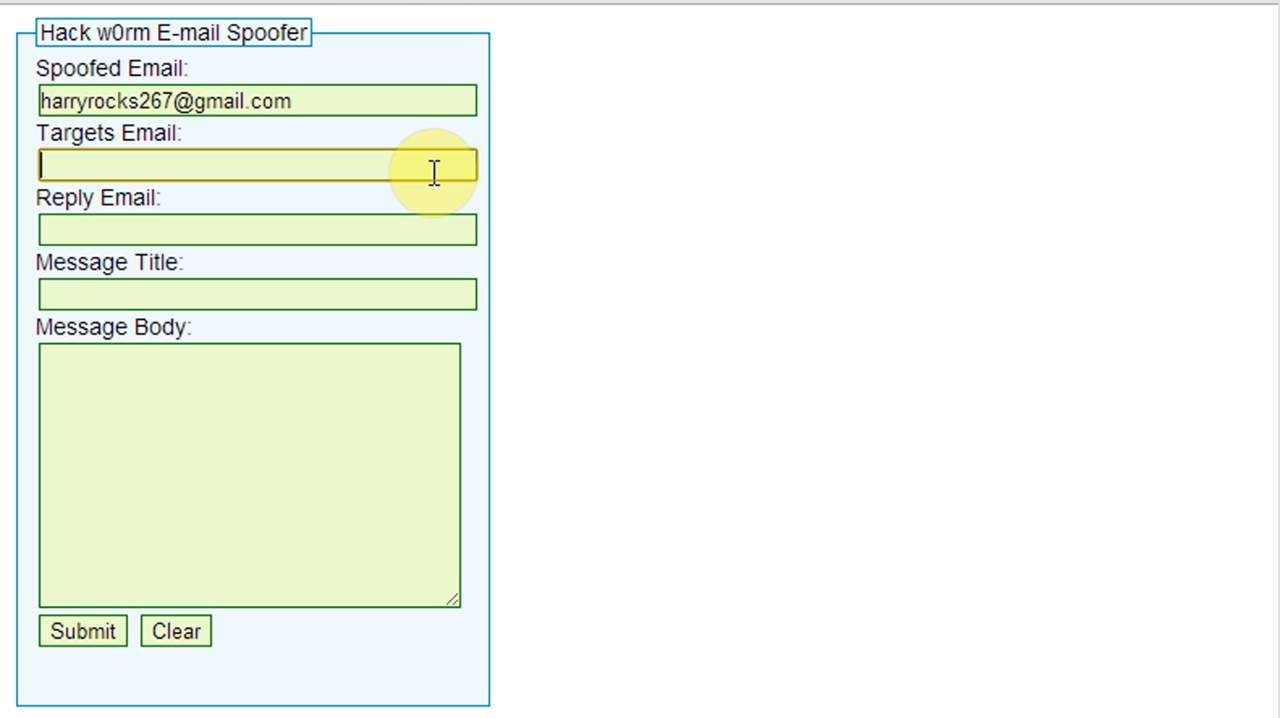 Hack w0rm E-mail Spoofer
Spoofed Email:
harryrocks267@gmail.com
Targets Email:
Reply Email:
Message Title:
Message Body:
Submit Clear